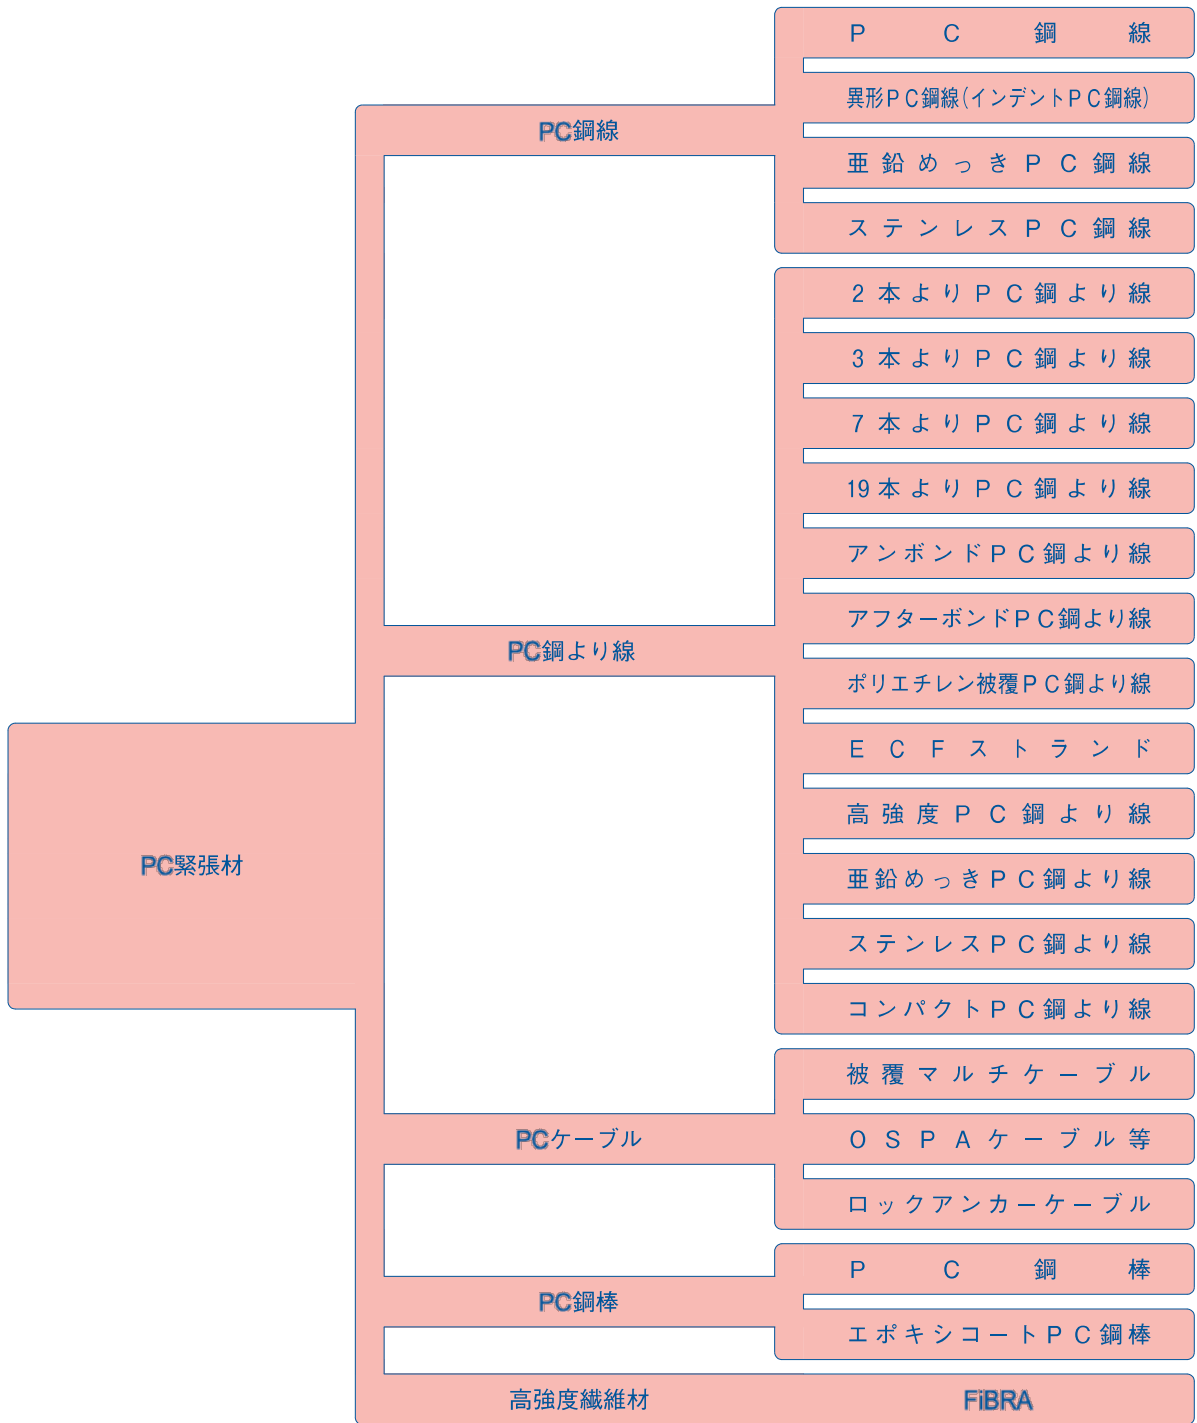 PC緊張材
PC鋼線
PC鋼線
異形PC鋼線(インデントPC鋼線)
亜鉛めっきPC鋼線
ステンレスPC鋼線
PC鋼より線
2本よりPC鋼より線
3本よりPC鋼より線
7本よりPC鋼より線
19本よりPC鋼より線
アンボンドPC鋼より線
アフターボンドPC鋼より線
ポリエチレン被覆PC鋼より線
ECFストランド
高強度PC鋼より線
亜鉛めっきPC鋼より線
ステンレスPC鋼より線
コンパクトPC鋼より線
PCケーブル
被覆マルチケーブル
OSPAケーブル等
ロックアンカーケーブル
PC鋼棒
PC鋼棒
エポキシコートPC鋼棒
高強度繊維材
FiBRA